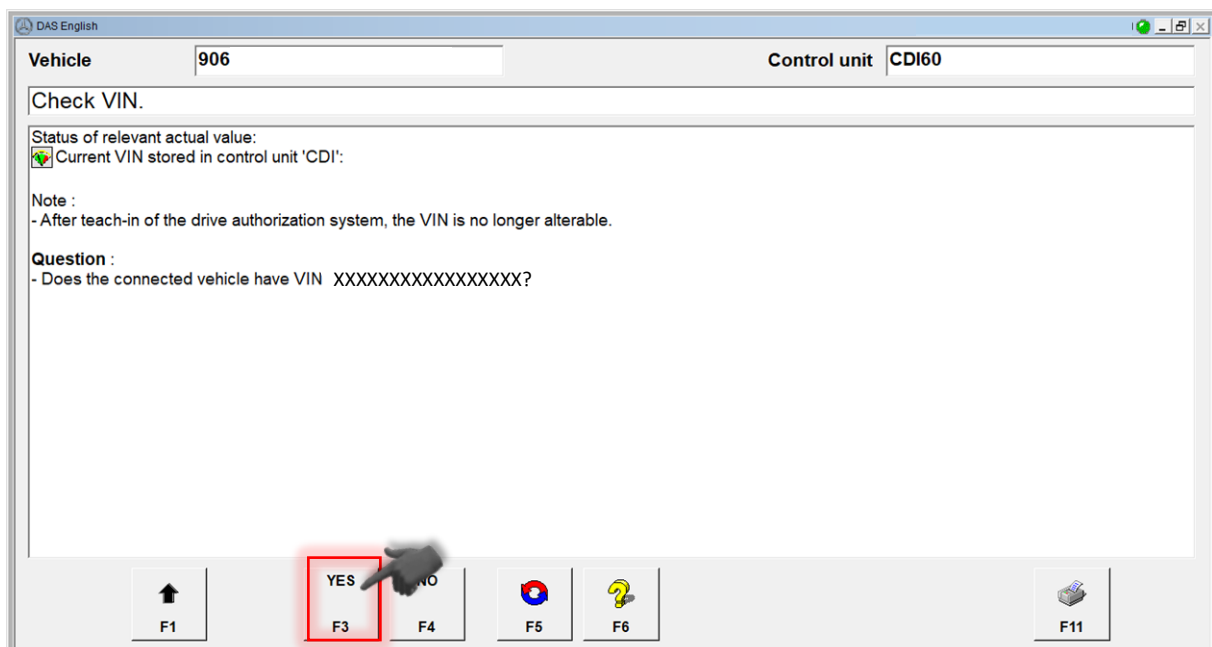 DAS English
Vehicle 906 Control unit CDI60
Check VIN.
Status of relevant actual value:
Current VIN stored in control unit 'CDI':
Note :
- After teach-in of the drive authorization system, the VIN is no longer alterable.
Question :
- Does the connected vehicle have VIN XXXXXXXXXXXXXXXXX?
YES NO
F1 F3 F4 F5 F6 F11